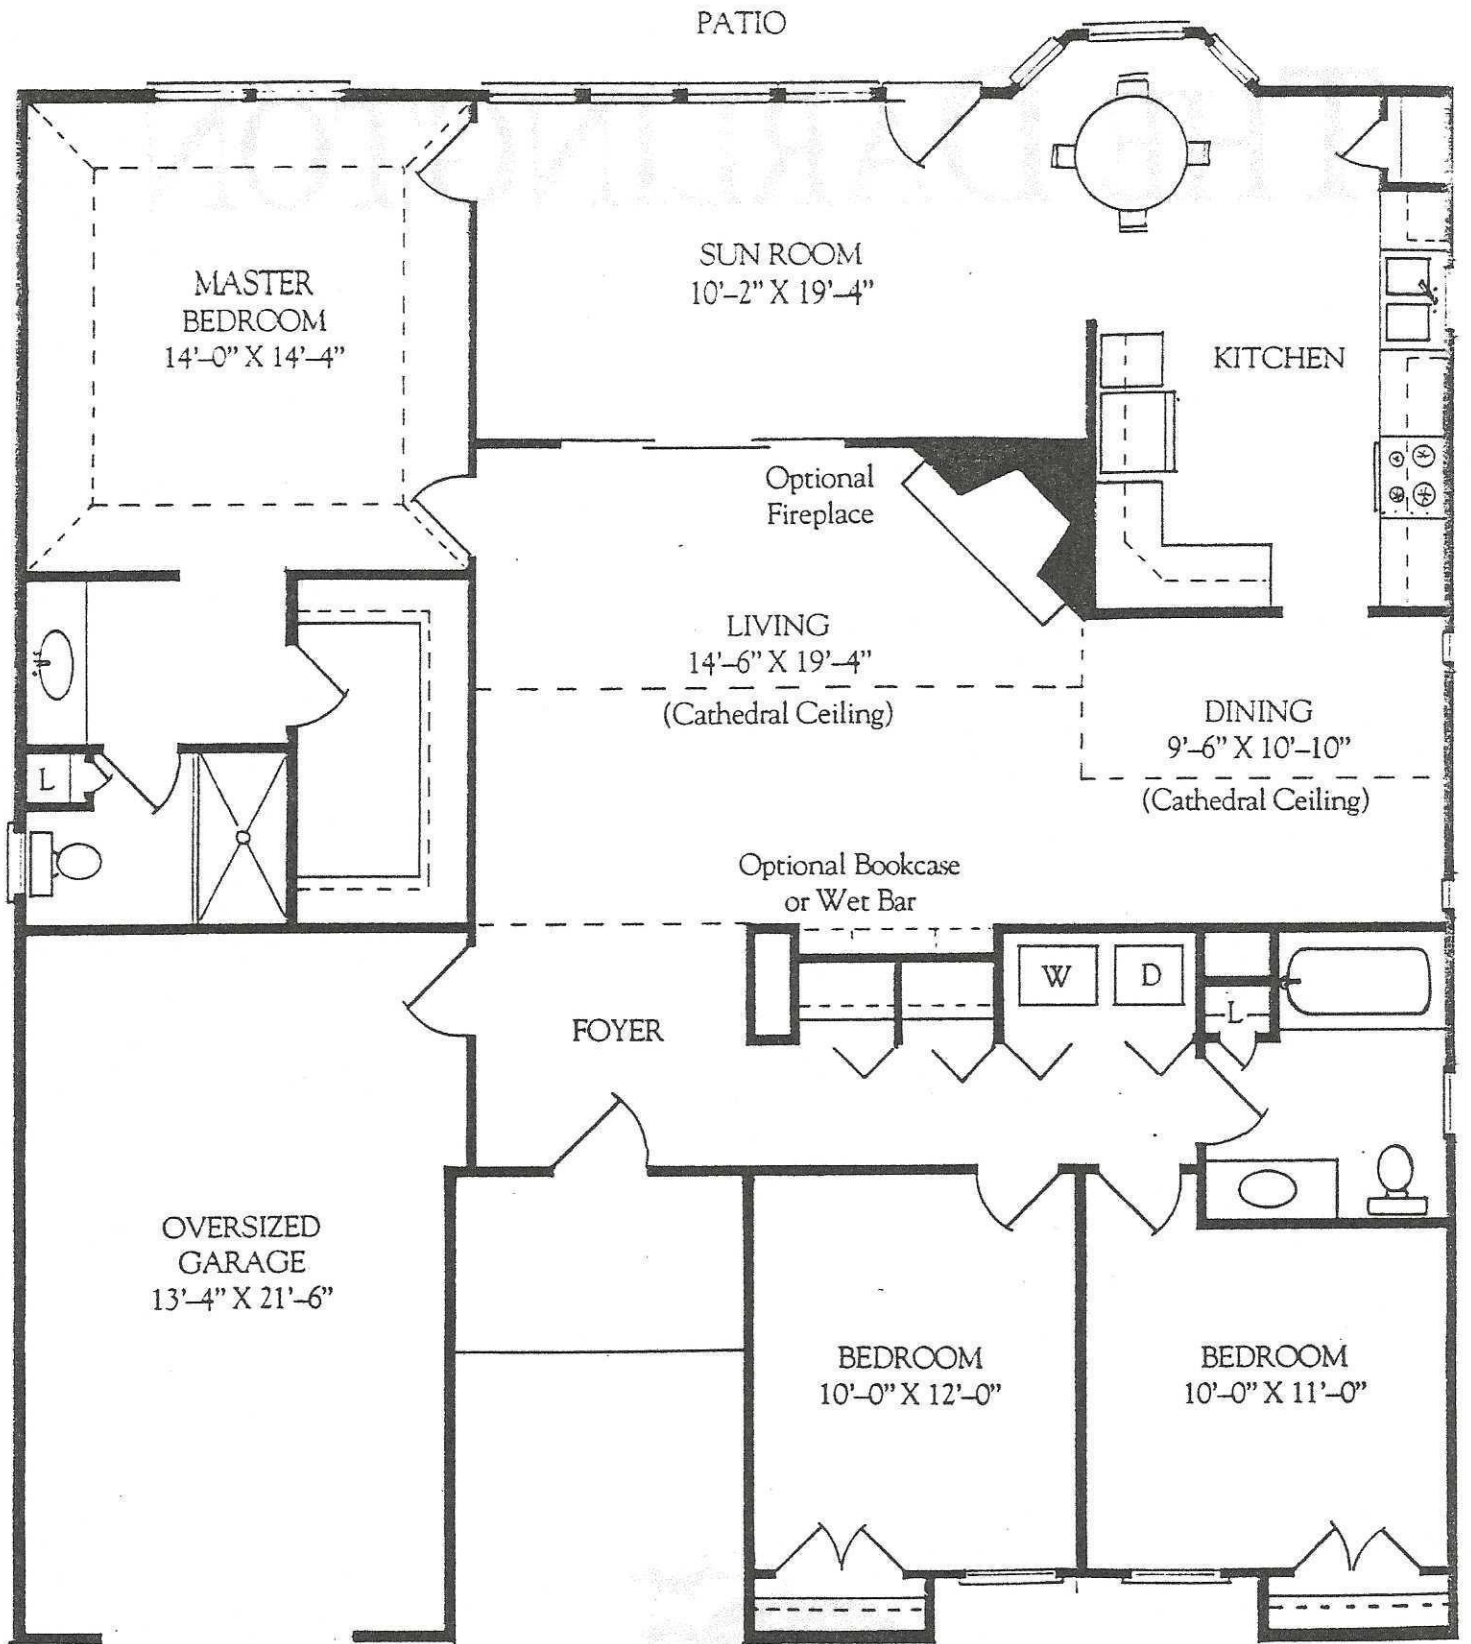 PATIO
MASTER
BEDROOM
14'–0" X 14'–4"
SUN ROOM
10'–2" X 19'–4"
KITCHEN
Optional
Fireplace
LIVING
14'–6" X 19'–4"
(Cathedral Ceiling)
DINING
9'–6" X 10'–10"
(Cathedral Ceiling)
L
Optional Bookcase
or Wet Bar
W
D
L
FOYER
OVERSIZED
GARAGE
13'–4" X 21'–6"
BEDROOM
10'–0" X 12'–0"
BEDROOM
10'–0" X 11'–0"